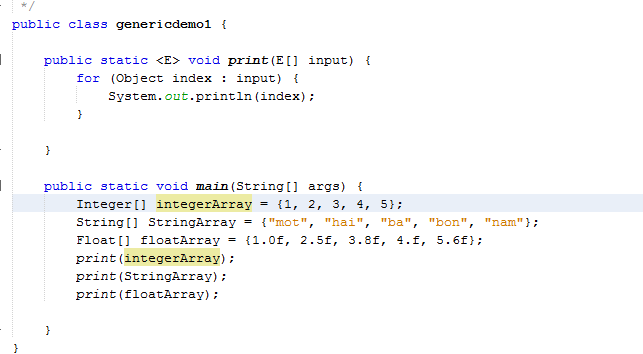 */
public class genericdemo1 {
public static <E> void print(E[] input) {
for (Object index : input) {
System.out.println(index);
}
}
public static void main(String[] args) {
Integer[] integerArray = {1, 2, 3, 4, 5};
String[] StringArray = {"mot", "hai", "ba", "bon", "nam"};
Float[] floatArray = {1.0f, 2.5f, 3.8f, 4.f, 5.6f};
print(integerArray);
print(StringArray);
print(floatArray);
}
}